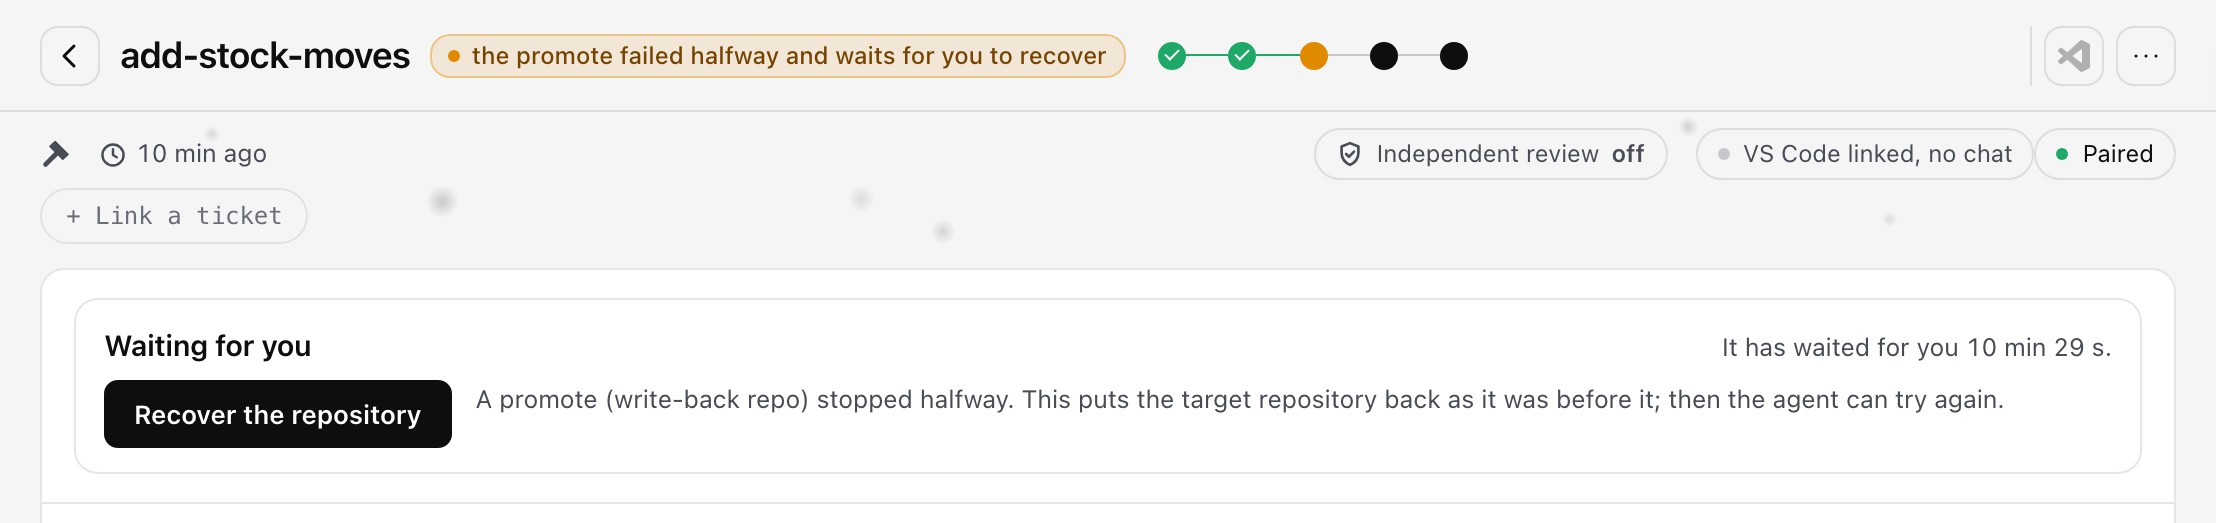 add-stock-moves
the promote failed halfway and waits for you to recover
10 min ago
Independent review off
VS Code linked, no chat
Paired
+ Link a ticket
Waiting for you
It has waited for you 10 min 29 s.
Recover the repository
A promote (write-back repo) stopped halfway. This puts the target repository back as it was before it; then the agent can try again.